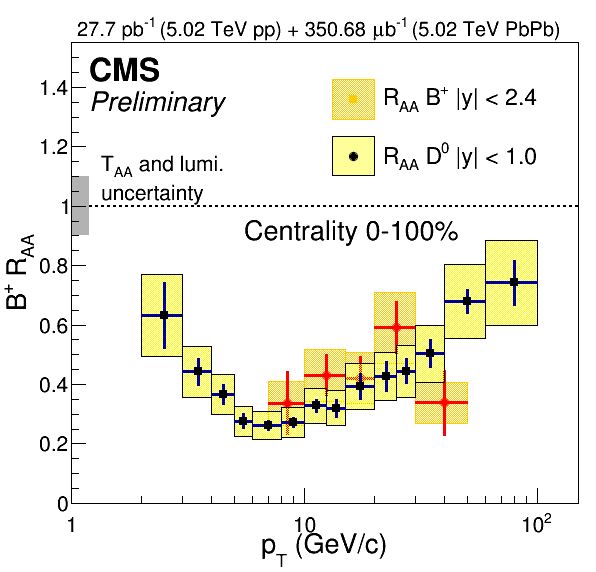 27.7 pb⁻¹ (5.02 TeV pp) + 350.68 μb⁻¹ (5.02 TeV PbPb)
CMS
Preliminary
R_AA B⁺ |y| < 2.4
R_AA D⁰ |y| < 1.0
T_AA and lumi.
uncertainty
Centrality 0-100%
B⁺ R_AA
1.4
1.2
1
0.8
0.6
0.4
0.2
0
1
10
10²
p_T (GeV/c)